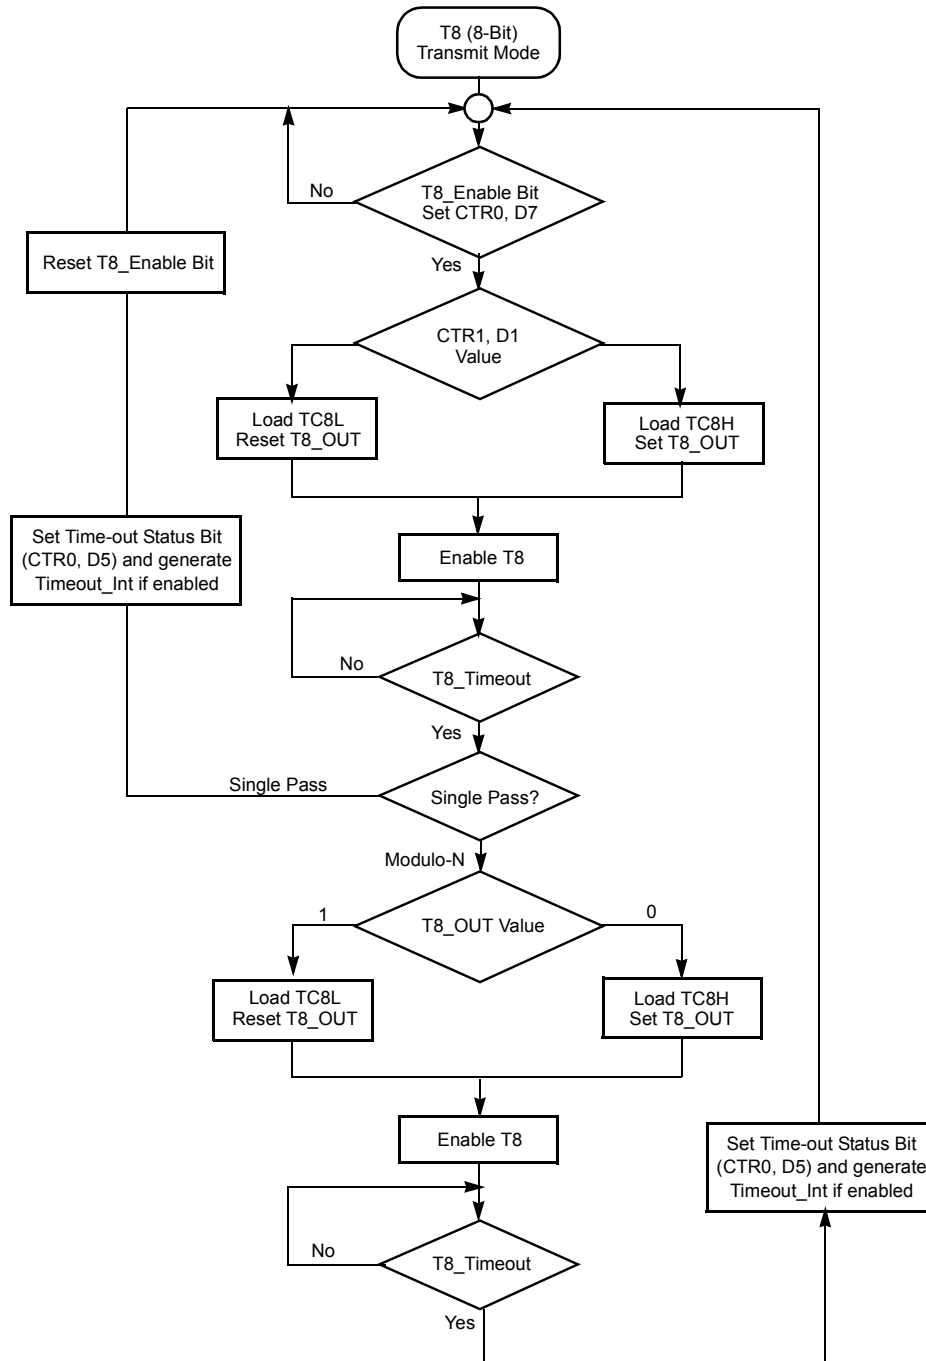 T8 (8-Bit)
Transmit Mode
No
T8_Enable Bit
Set CTR0, D7
Reset T8_Enable Bit
Yes
CTR1, D1
Value
Load TC8L
Reset T8_OUT
Load TC8H
Set T8_OUT
Set Time-out Status Bit
(CTR0, D5) and generate
Timeout_Int if enabled
Enable T8
No
T8_Timeout
Yes
Single Pass
Single Pass?
Modulo-N
1
T8_OUT Value
0
Load TC8L
Reset T8_OUT
Load TC8H
Set T8_OUT
Enable T8
Set Time-out Status Bit
(CTR0, D5) and generate
Timeout_Int if enabled
No
T8_Timeout
Yes